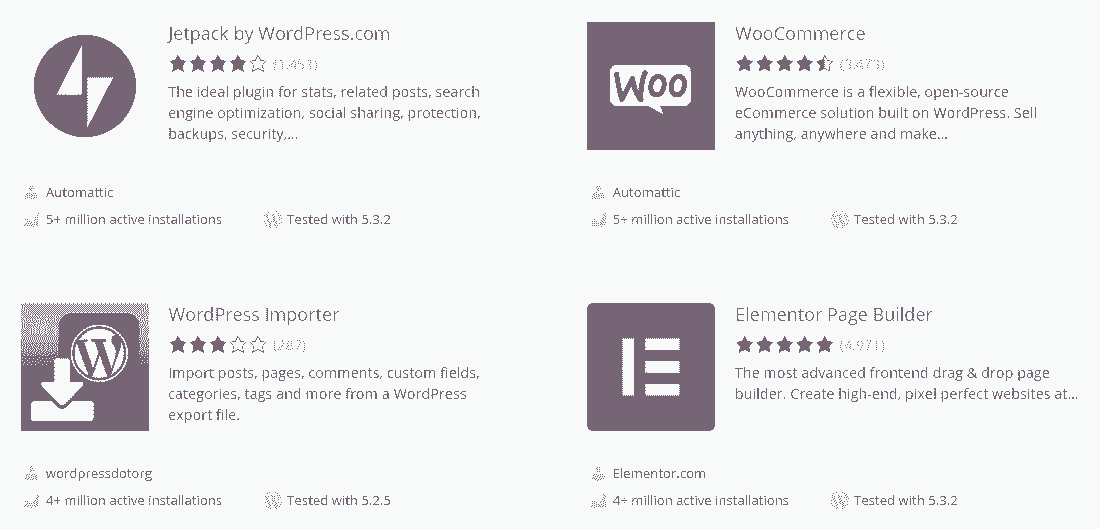 Jetpack by WordPress.com
(1,453)
The ideal plugin for stats, related posts, search
engine optimization, social sharing, protection,
backups, security,...
Automattic
5+ million active installations
Tested with 5.3.2
WOO
WooCommerce
(3,473)
WooCommerce is a flexible, open-source
eCommerce solution built on WordPress. Sell
anything, anywhere and make...
Automattic
5+ million active installations
Tested with 5.3.2
W
WordPress Importer
(287)
Import posts, pages, comments, custom fields,
categories, tags and more from a WordPress
export file.
wordpressdotorg
4+ million active installations
Tested with 5.2.5
Elementor Page Builder
(4,971)
The most advanced frontend drag & drop page
builder. Create high-end, pixel perfect websites at...
Elementor.com
4+ million active installations
Tested with 5.3.2